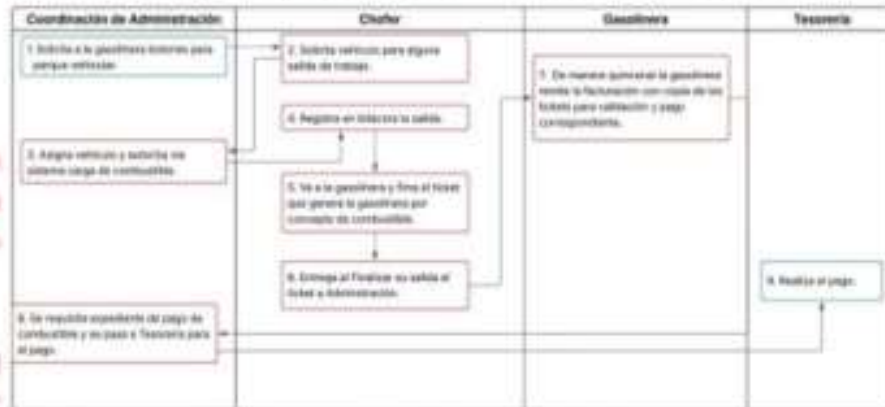 Coordinación de Administración
Chofer
Gasolinera
Tesorería
1. Solicita a la gasolinera
parque vehicular.
2. Solicita vehículo para alguna
salida de trabajo.
3. Asigna vehículo y autoriza vía
sistema carga de combustible.
4. Registra en bitácora la salida.
5. Va a la gasolinera y firma el ticket
que genera la gasolinera por
concepto de combustible.
6. Entrega al finalizar su salida el
ticket a Administración.
7. De manera quincenal la gasolinera
remite la facturación con copia de los
tickets para validación y pago
correspondiente.
8. Se requisita expediente de pago de
combustible y se pasa a Tesorería para
el pago.
9. Realiza el pago.